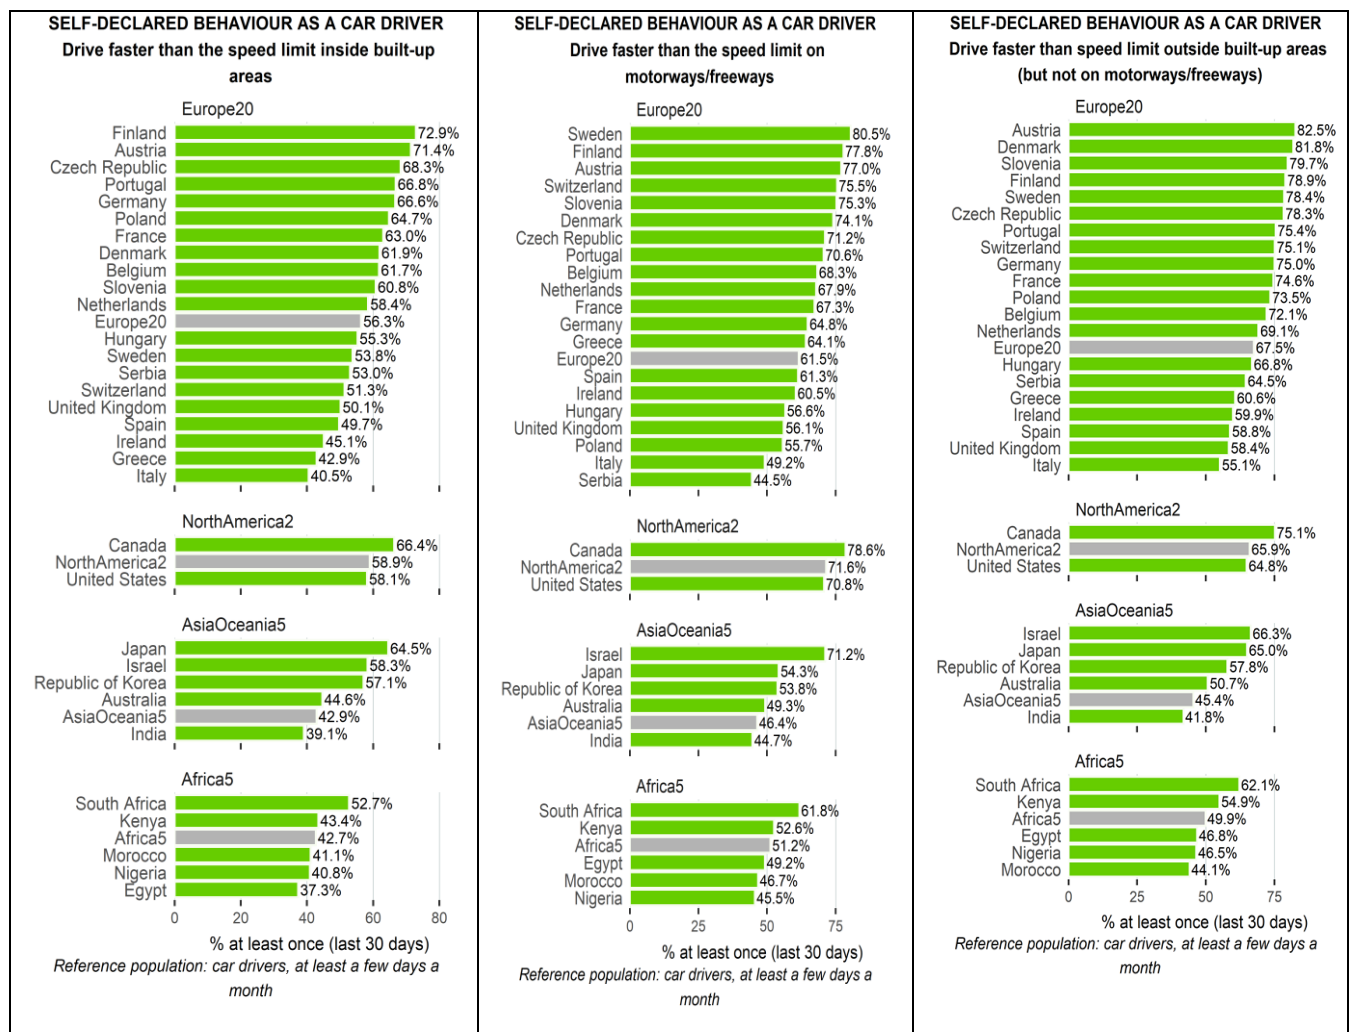 SELF-DECLARED BEHAVIOUR AS A CAR DRIVER
Drive faster than the speed limit inside built-up
areas
Europe20
Finland 72.9%
Austria 71.4%
Czech Republic 68.3%
Portugal 66.8%
Germany 66.6%
Poland 64.7%
France 63.0%
Denmark 61.9%
Belgium 61.7%
Slovenia 60.8%
Netherlands 58.4%
Europe20 56.3%
Hungary 55.3%
Sweden 53.8%
Serbia 53.0%
Switzerland 51.3%
United Kingdom 50.1%
Spain 49.7%
Ireland 45.1%
Greece 42.9%
Italy 40.5%
NorthAmerica2
Canada 66.4%
NorthAmerica2 58.9%
United States 58.1%
AsiaOceania5
Japan 64.5%
Israel 58.3%
Republic of Korea 57.1%
Australia 44.6%
AsiaOceania5 42.9%
India 39.1%
Africa5
South Africa 52.7%
Kenya 43.4%
Africa5 42.7%
Morocco 41.1%
Nigeria 40.8%
Egypt 37.3%
0 20 40 60 80
% at least once (last 30 days)
Reference population: car drivers, at least a few days a
month
SELF-DECLARED BEHAVIOUR AS A CAR DRIVER
Drive faster than the speed limit on
motorways/freeways
Europe20
Sweden 80.5%
Finland 77.8%
Austria 77.0%
Switzerland 75.5%
Slovenia 75.3%
Denmark 74.1%
Czech Republic 71.2%
Portugal 70.6%
Belgium 68.3%
Netherlands 67.9%
France 67.3%
Germany 64.8%
Greece 64.1%
Europe20 61.5%
Spain 61.3%
Ireland 60.5%
Hungary 56.6%
United Kingdom 56.1%
Poland 55.7%
Italy 49.2%
Serbia 44.5%
NorthAmerica2
Canada 78.6%
NorthAmerica2 71.6%
United States 70.8%
AsiaOceania5
Israel 71.2%
Japan 54.3%
Republic of Korea 53.8%
Australia 49.3%
AsiaOceania5 46.4%
India 44.7%
Africa5
South Africa 61.8%
Kenya 52.6%
Africa5 51.2%
Egypt 49.2%
Morocco 46.7%
Nigeria 45.5%
0 25 50 75
% at least once (last 30 days)
Reference population: car drivers, at least a few days a
month
SELF-DECLARED BEHAVIOUR AS A CAR DRIVER
Drive faster than speed limit outside built-up areas
(but not on motorways/freeways)
Europe20
Austria 82.5%
Denmark 81.8%
Slovenia 79.7%
Finland 78.9%
Sweden 78.4%
Czech Republic 78.3%
Portugal 75.4%
Switzerland 75.1%
Germany 75.0%
France 74.6%
Poland 73.5%
Belgium 72.1%
Netherlands 69.1%
Europe20 67.5%
Hungary 66.8%
Serbia 64.5%
Greece 60.6%
Ireland 59.9%
Spain 58.8%
United Kingdom 58.4%
Italy 55.1%
NorthAmerica2
Canada 75.1%
NorthAmerica2 65.9%
United States 64.8%
AsiaOceania5
Israel 66.3%
Japan 65.0%
Republic of Korea 57.8%
Australia 50.7%
AsiaOceania5 45.4%
India 41.8%
Africa5
South Africa 62.1%
Kenya 54.9%
Africa5 49.9%
Egypt 46.8%
Nigeria 46.5%
Morocco 44.1%
0 25 50 75
% at least once (last 30 days)
Reference population: car drivers, at least a few days a
month